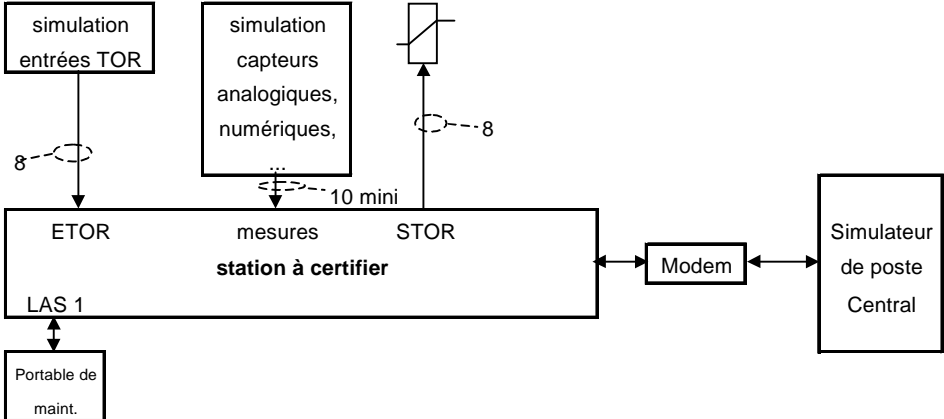 simulation
entrées TOR
simulation
capteurs
analogiques,
numériques,
...
8
8
10 mini
ETOR mesures STOR
station à certifier
LAS 1
Modem
Simulateur
de poste
Central
Portable de
maint.